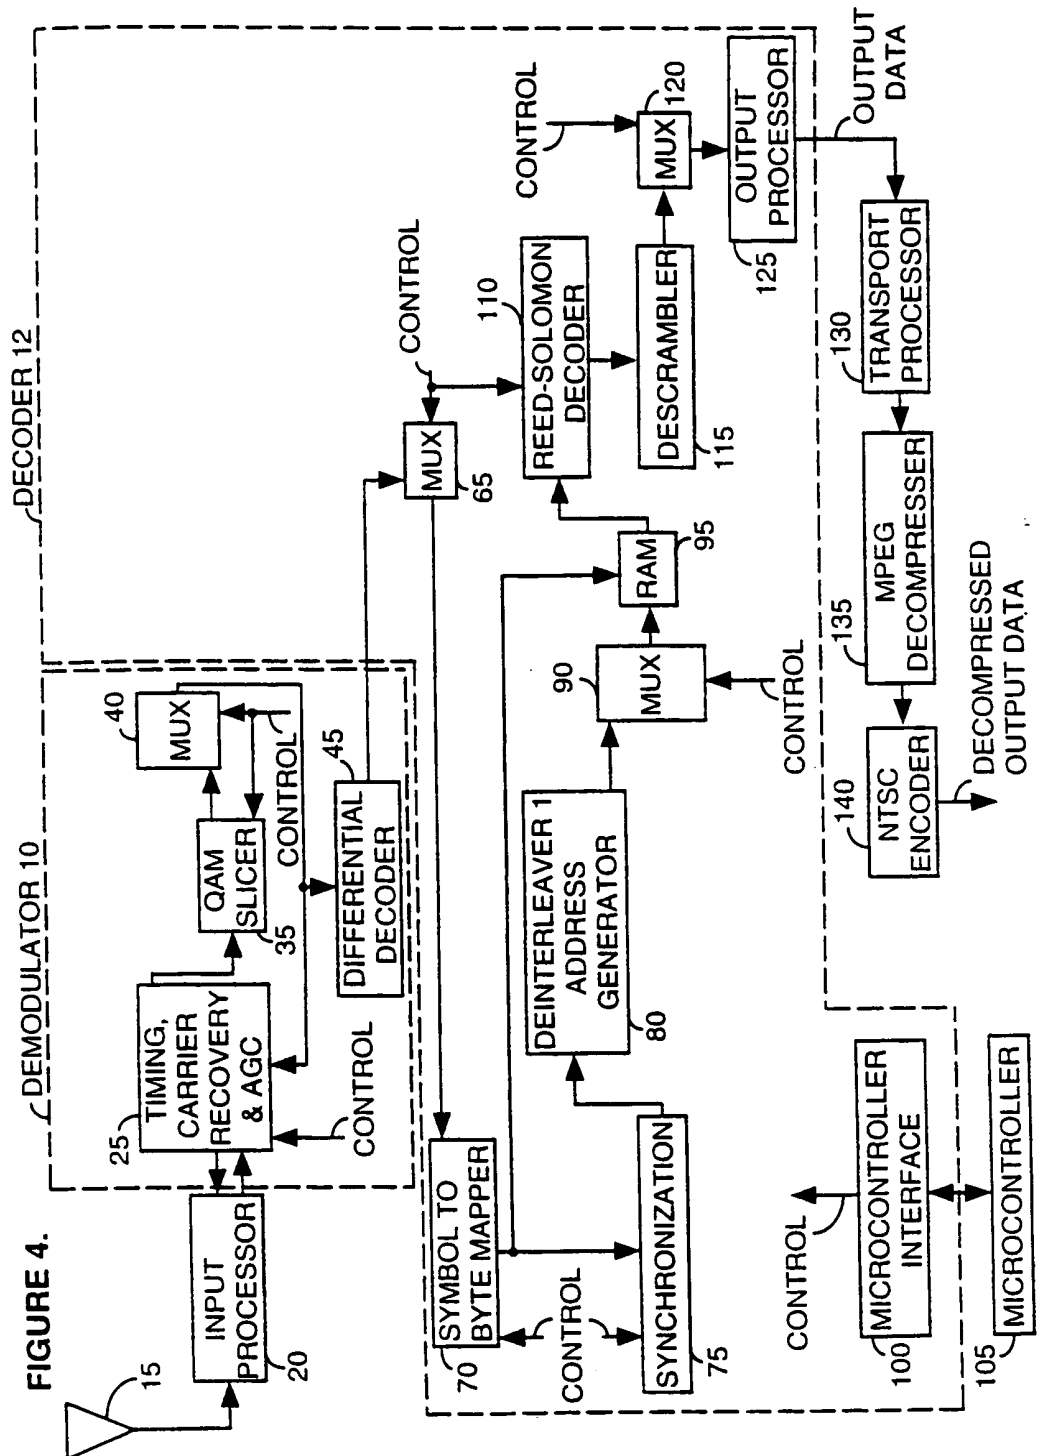 FIGURE 4.
15
INPUT
PROCESSOR
20
DEMODULATOR 10
25
TIMING,
CARRIER
RECOVERY
& AGC
CONTROL
QAM
SLICER
35
40
MUX
CONTROL
DIFFERENTIAL
DECODER
45
DECODER 12
CONTROL
MUX
65
SYMBOL TO
BYTE MAPPER
70
CONTROL
SYNCHRONIZATION
75
DEINTERLEAVER 1
ADDRESS
GENERATOR
80
90
MUX
CONTROL
RAM
95
REED-SOLOMON
DECODER
110
DESCRAMBLER
115
CONTROL
MUX
120
OUTPUT
PROCESSOR
125
OUTPUT
DATA
TRANSPORT
PROCESSOR
130
MPEG
DECOMPRESSER
135
NTSC
ENCODER
140
DECOMPRESSED
OUTPUT DATA
CONTROL
MICROCONTROLLER
INTERFACE
100
MICROCONTROLLER
105